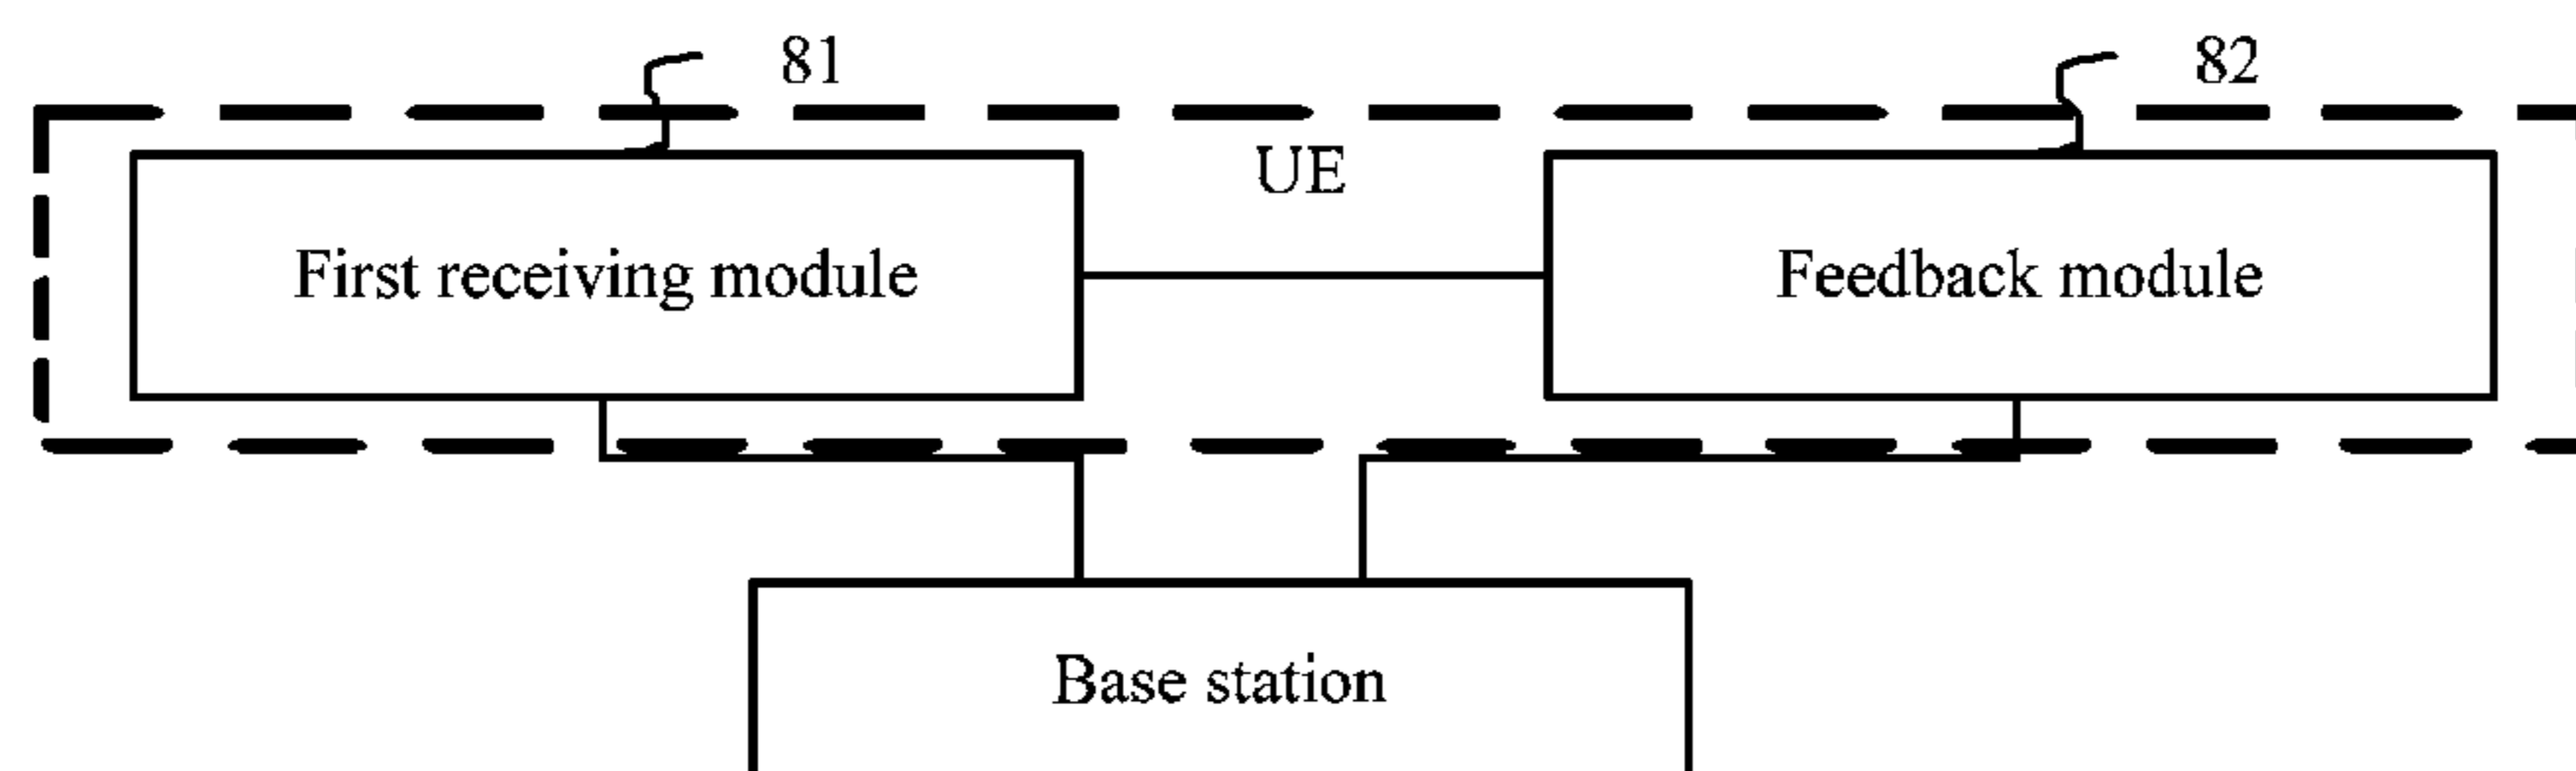 81
82
UE
First receiving module
Feedback module
Base station